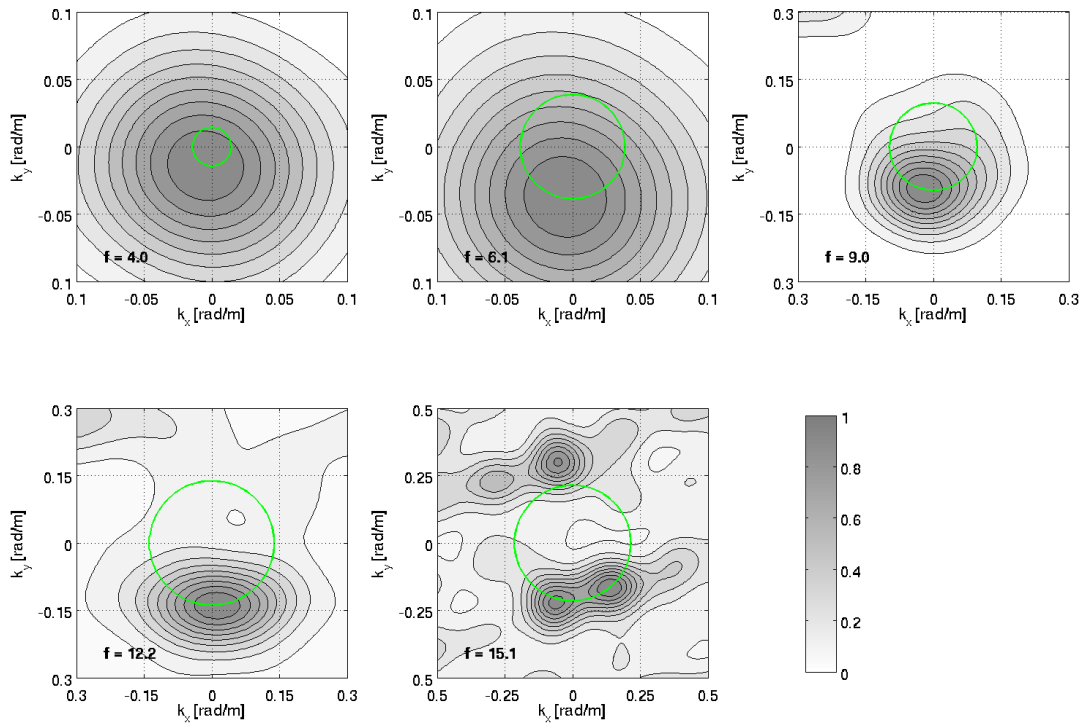 0.1
0.05
0
-0.05
0.1
k_y [rad/m]
f = 4.0
0.1 -0.05 0 0.05 0.1
k_x [rad/m]
0.1
0.05
0
-0.05
0.1
k_y [rad/m]
f = 6.1
0.1 -0.05 0 0.05 0.1
k_x [rad/m]
0.3
0.15
0
-0.15
0.3
k_y [rad/m]
f = 9.0
0.3 -0.15 0 0.15 0.3
k_x [rad/m]
0.3
0.15
0
-0.15
0.3
k_y [rad/m]
f = 12.2
0.3 -0.15 0 0.15 0.3
k_x [rad/m]
0.5
0.25
0
-0.25
0.5
k_y [rad/m]
f = 15.1
0.5 -0.25 0 0.25 0.5
k_x [rad/m]
1
0.8
0.6
0.4
0.2
0